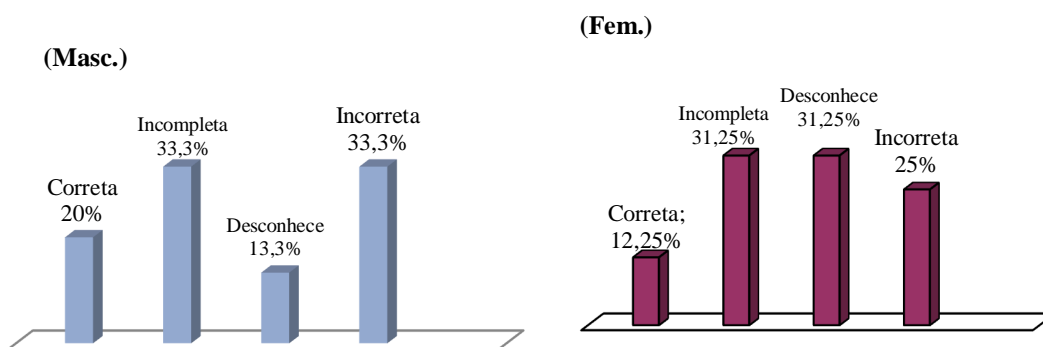 (Masc.)
Correta
20%
Incompleta
33,3%
Desconhece
13,3%
Incorreta
33,3%
(Fem.)
Correta;
12,25%
Incompleta
31,25%
Desconhece
31,25%
Incorreta
25%